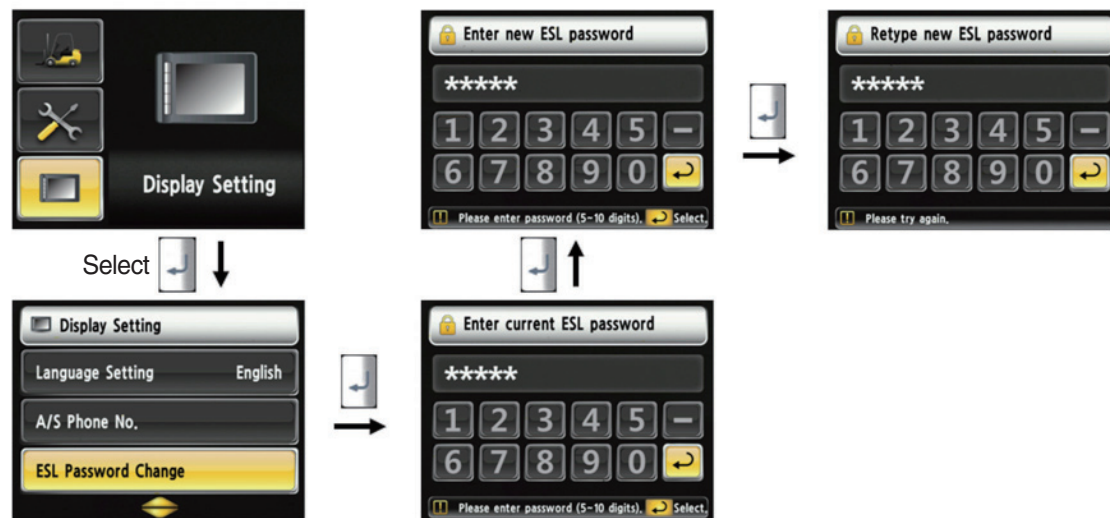 Display Setting
Select
Display Setting
Language Setting English
A/S Phone No.
ESL Password Change
Enter current ESL password
*****
1 2 3 4 5 –
6 7 8 9 0
Please enter password (5~10 digits). Select.
Enter new ESL password
*****
1 2 3 4 5 –
6 7 8 9 0
Please enter password (5~10 digits). Select.
Retype new ESL password
*****
1 2 3 4 5 –
6 7 8 9 0
Please try again.